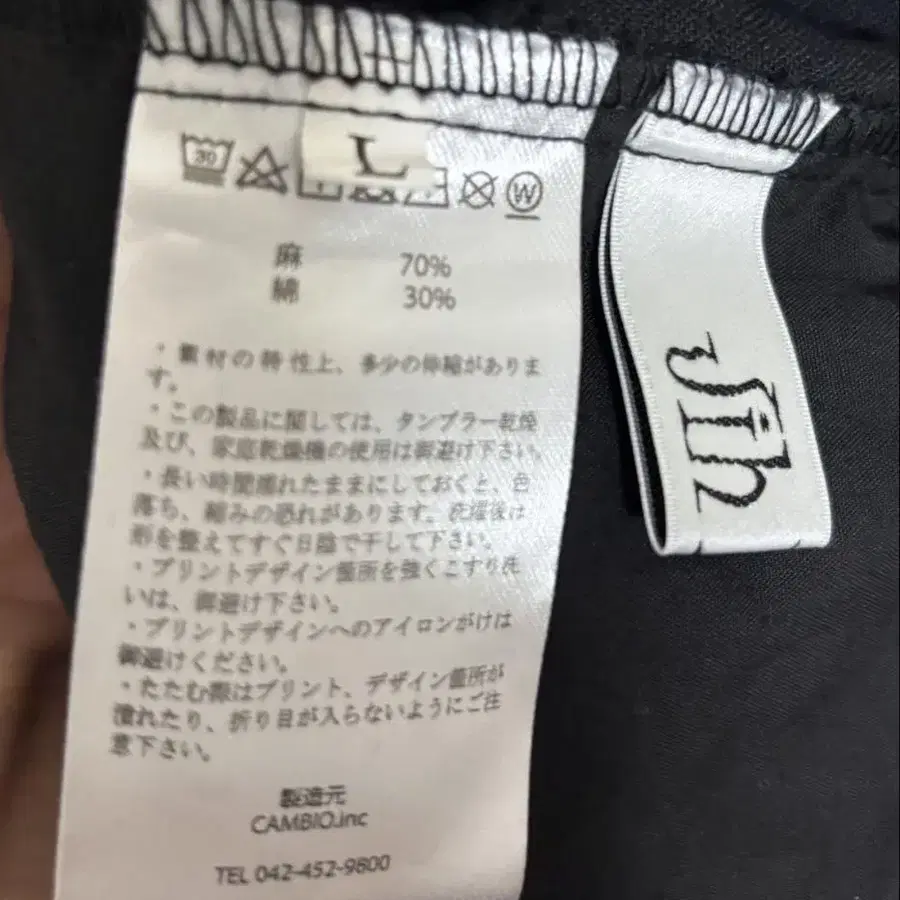 L
30
W
麻 70%
綿 30%
・素材の特性上、多少の伸縮がありま
す。
・この製品に関しては、タンブラー乾燥
及び、家庭乾燥機の使用は御避け下さい。
・長い時間濡れたままにしておくと、色
落ち、縮みの恐れがあります。洗濯後は
形を整えてすぐ日陰で干して下さい。
・プリントデザイン箇所を強くこすり洗
いは、御避け下さい。
・プリントデザインへのアイロンがけは
御避けください。
・たたむ際はプリント、デザイン箇所が
潰れたり、折り目が入らないようにご注
意下さい。
製造元
CAMBIO.inc
TEL 042-452-9800